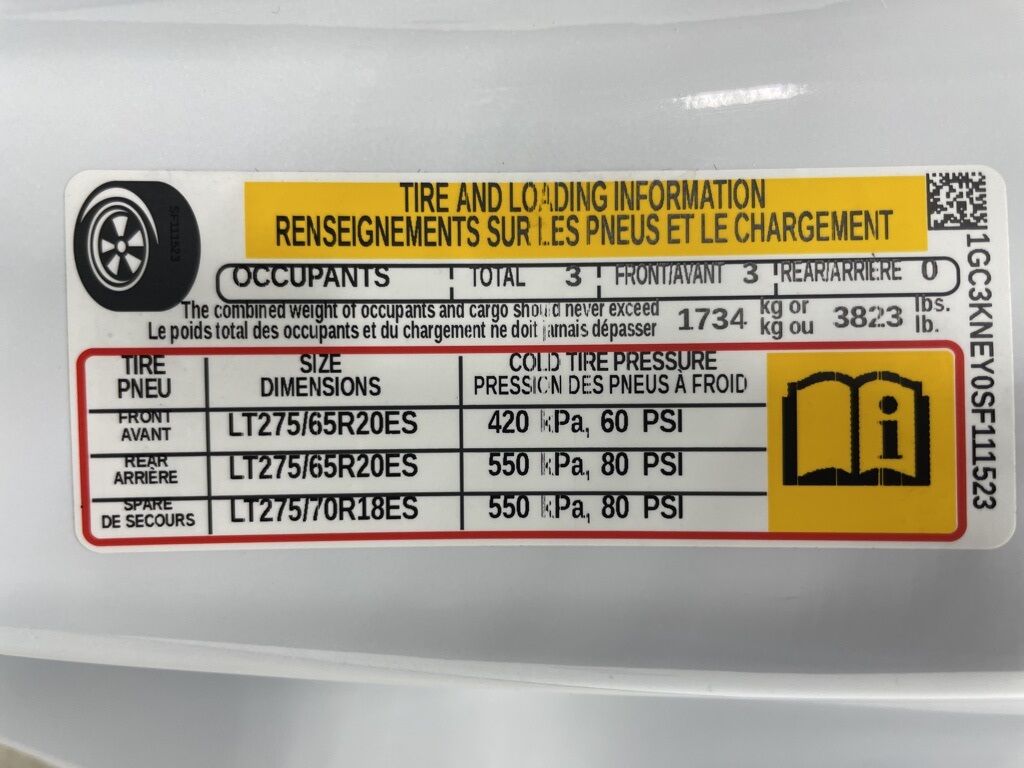 TIRE AND LOADING INFORMATION
RENSEIGNEMENTS SUR LES PNEUS ET LE CHARGEMENT
SF111523
OCCUPANTS TOTAL 3 FRONT/AVANT 3 REAR/ARRIÈRE 0
The combined weight of occupants and cargo should never exceed
Le poids total des occupants et du chargement ne doit jamais dépasser
1734 kg or 3823 lbs.
kg ou lb.
TIRE SIZE COLD TIRE PRESSURE
PNEU DIMENSIONS PRESSION DES PNEUS À FROID
FRONT
AVANT LT275/65R20ES 420 kPa, 60 PSI
REAR
ARRIÈRE LT275/65R20ES 550 kPa, 80 PSI
SPARE
DE SECOURS LT275/70R18ES 550 kPa, 80 PSI
i
1GC3KNEY0SF111523